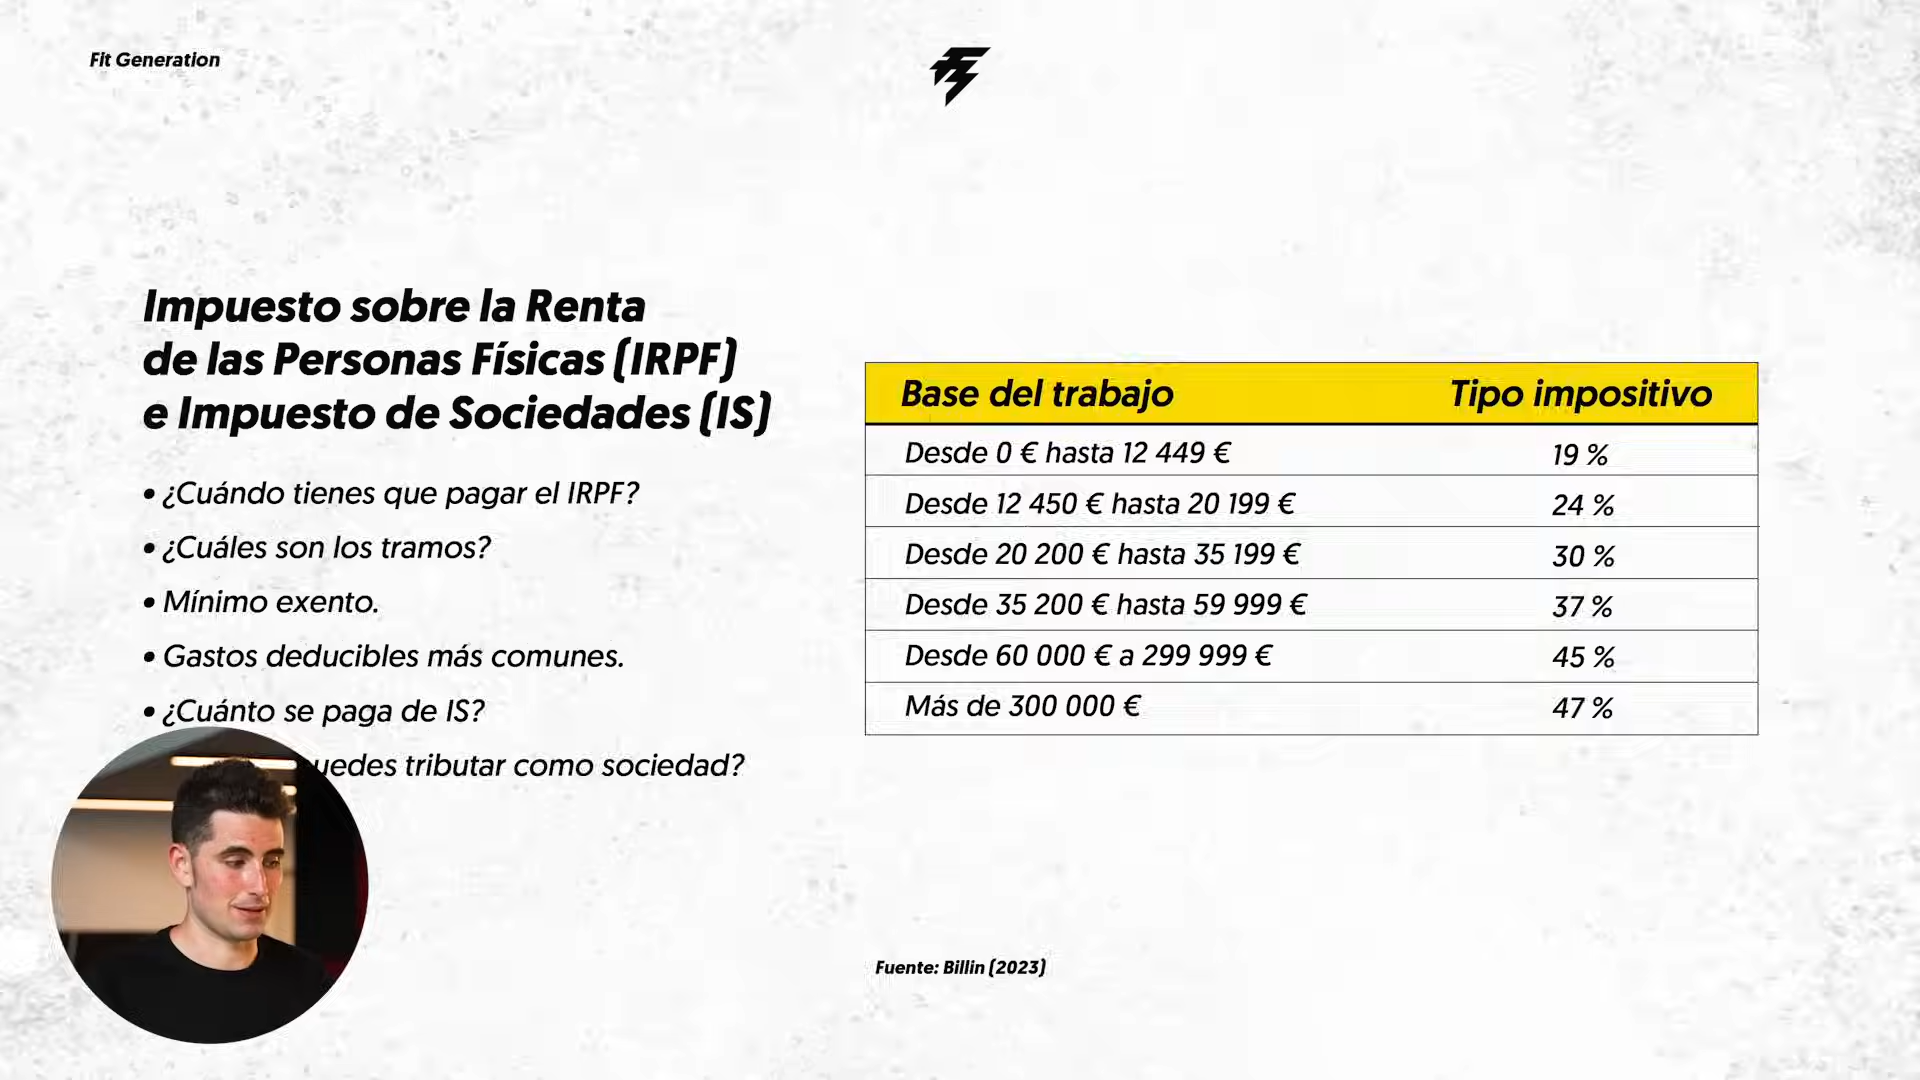 Fit Generation
Impuesto sobre la Renta
de las Personas Físicas (IRPF)
e Impuesto de Sociedades (IS)
• ¿Cuándo tienes que pagar el IRPF?
• ¿Cuáles son los tramos?
• Mínimo exento.
• Gastos deducibles más comunes.
• ¿Cuánto se paga de IS?
tributar como sociedad?
Base del trabajo Tipo impositivo
Desde 0 € hasta 12 449 € 19 %
Desde 12 450 € hasta 20 199 € 24 %
Desde 20 200 € hasta 35 199 € 30 %
Desde 35 200 € hasta 59 999 € 37 %
Desde 60 000 € a 299 999 € 45 %
Más de 300 000 € 47 %
Fuente: Billin (2023)